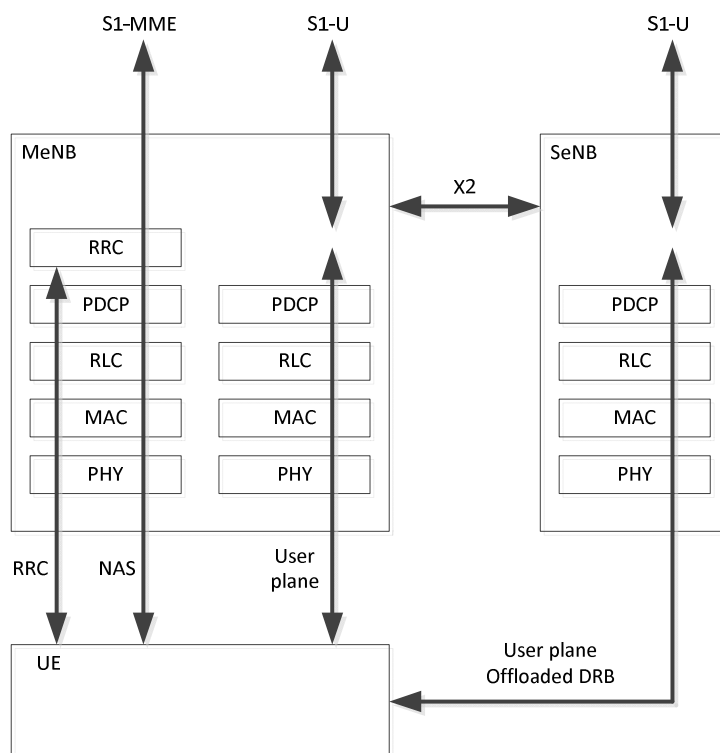 S1-MME
S1-U
S1-U
MeNB
SeNB
X2
RRC
PDCP
PDCP
PDCP
RLC
RLC
RLC
MAC
MAC
MAC
PHY
PHY
PHY
RRC
NAS
User
plane
UE
User plane
Offloaded DRB